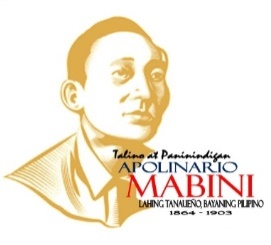 Talino at Paninindigan
APOLINARIO
MABINI
LAHING TANAUEÑO, BAYANING PILIPINO
1864 - 1903